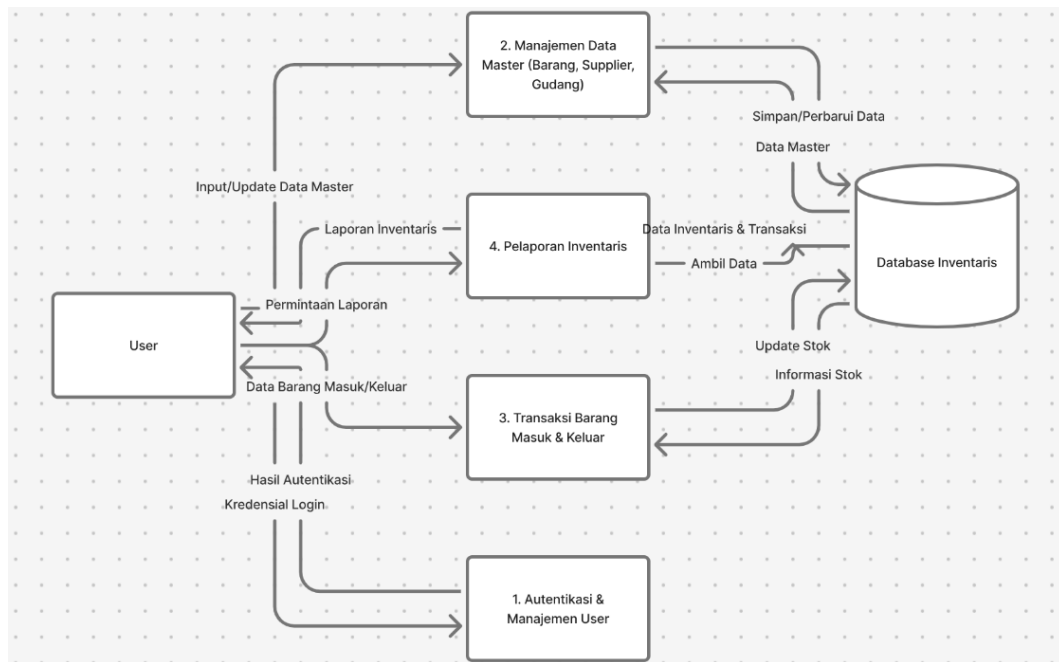 2. Manajemen Data
Master (Barang, Supplier,
Gudang)
Simpan/Perbarui Data
Data Master
Input/Update Data Master
Laporan Inventaris
4. Pelaporan Inventaris
Data Inventaris & Transaksi
Ambil Data
Database Inventaris
Permintaan Laporan
User
Update Stok
Informasi Stok
Data Barang Masuk/Keluar
3. Transaksi Barang
Masuk & Keluar
Hasil Autentikasi
Kredensial Login
1. Autentikasi &
Manajemen User